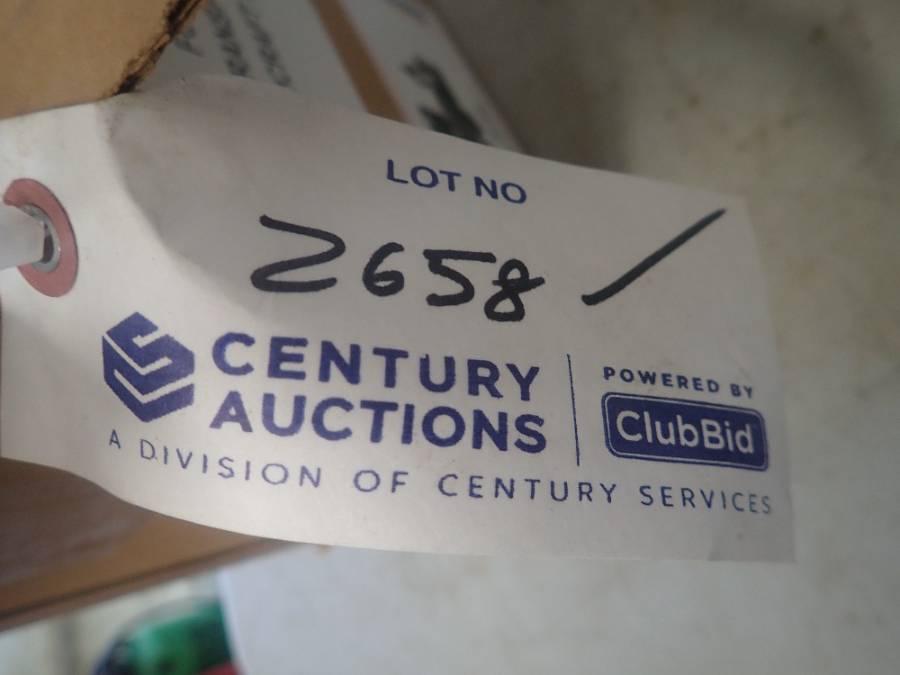 LOT NO
2658 /
CENTURY
AUCTIONS
A DIVISION OF CENTURY SERVICES
POWERED BY
ClubBid